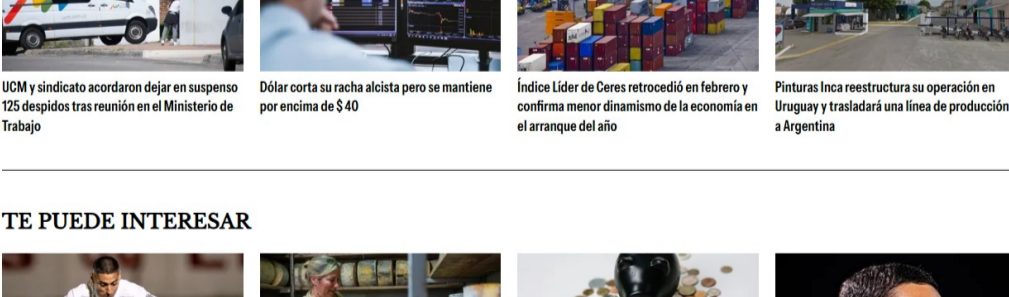 UCM y sindicato acordaron dejar en suspenso
125 despidos tras reunión en el Ministerio de
Trabajo
Dólar corta su racha alcista pero se mantiene
por encima de $ 40
Índice Líder de Ceres retrocedió en febrero y
confirma menor dinamismo de la economía en
el arranque del año
Pinturas Inca reestructura su operación en
Uruguay y trasladará una línea de producción
a Argentina
TE PUEDE INTERESAR